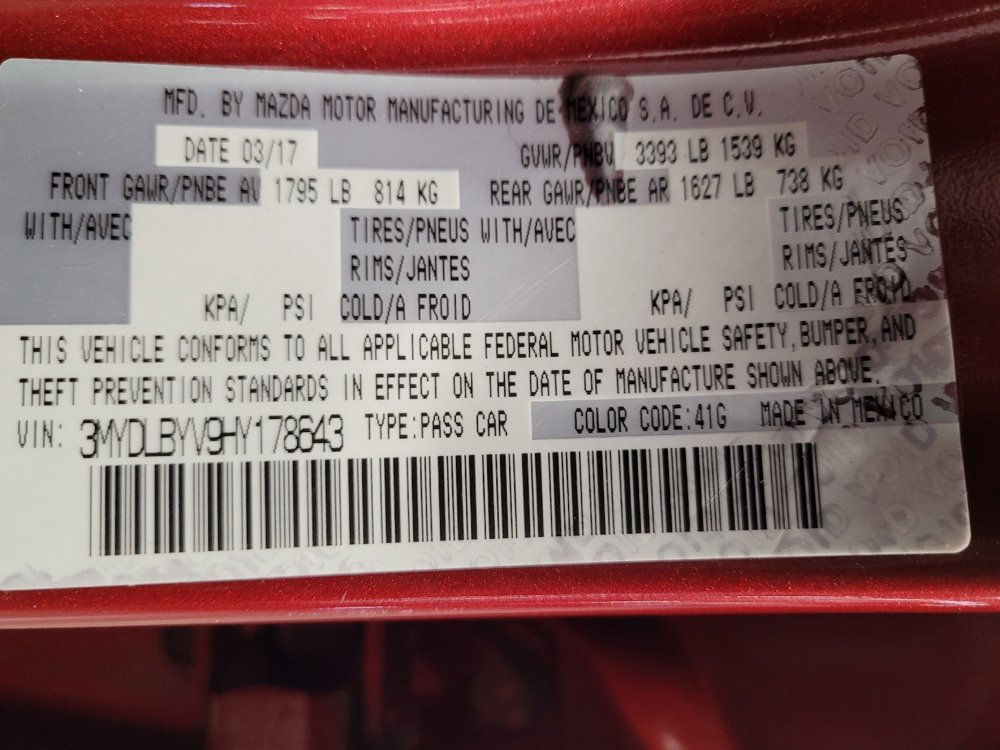 MFD. BY MAZDA MOTOR MANUFACTURING DE MEXICO S.A. DE C.V.
DATE 03/17 GVWR/PNBV 3393 LB 1539 KG
FRONT GAWR/PNBE AV 1795 LB 814 KG REAR GAWR/PNBE AR 1627 LB 738 KG
WITH/AVEC TIRES/PNEUS WITH/AVEC TIRES/PNEUS
RIMS/JANTES RIMS/JANTES
KPA/ PSI COLD/A FROID KPA/ PSI COLD/A FROID
THIS VEHICLE CONFORMS TO ALL APPLICABLE FEDERAL MOTOR VEHICLE SAFETY, BUMPER, AND
THEFT PREVENTION STANDARDS IN EFFECT ON THE DATE OF MANUFACTURE SHOWN ABOVE.
VIN: 3MYDLBYV9HY178643 TYPE:PASS CAR COLOR CODE:41G MADE IN MEXICO